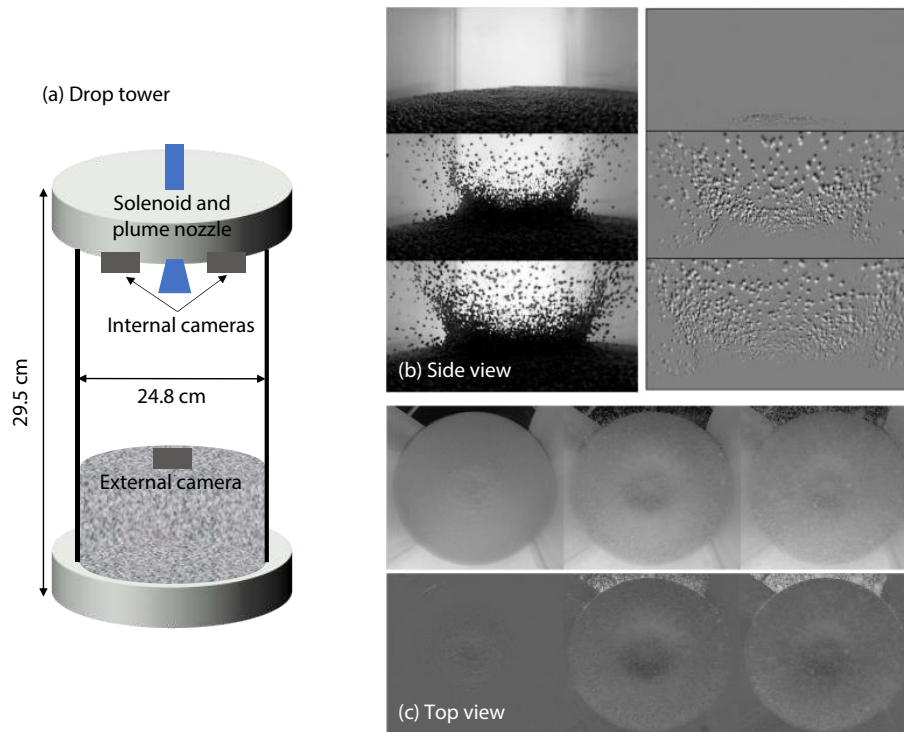 (a) Drop tower
Solenoid and
plume nozzle
Internal cameras
29.5 cm
24.8 cm
External camera
(b) Side view
(c) Top view